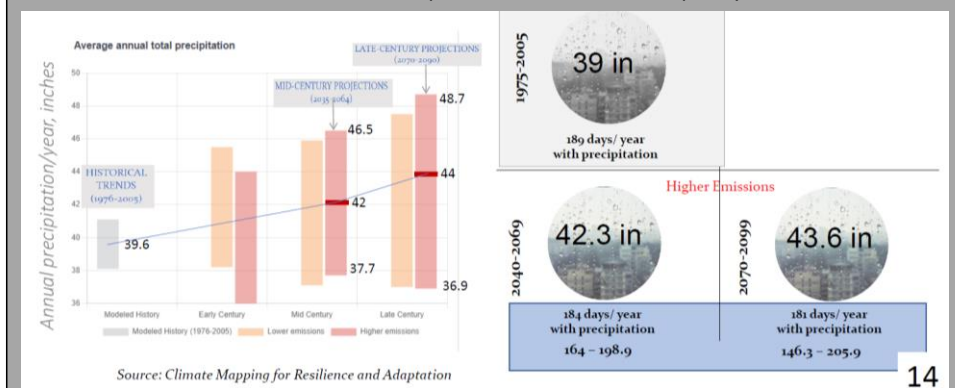 Average annual total precipitation
LATE-CENTURY PROJECTIONS
(2070-2090)
MID-CENTURY PROJECTIONS
(2035-2064)
HISTORICAL
TRENDS
(1976-2005)
Annual precipitation/year, inches
50
48
46
44
42
40
38
36
39.6
46.5
42
37.7
48.7
44
36.9
Modeled History
Early Century
Mid Century
Late Century
Modeled History (1976-2005)
Lower emissions
Higher emissions
Source: Climate Mapping for Resilience and Adaptation
1975-2005
39 in
189 days/ year
with precipitation
Higher Emissions
2040-2069
42.3 in
184 days/year
with precipitation
164 – 198.9
2070-2099
43.6 in
181 days/year
with precipitation
146.3 – 205.9
14